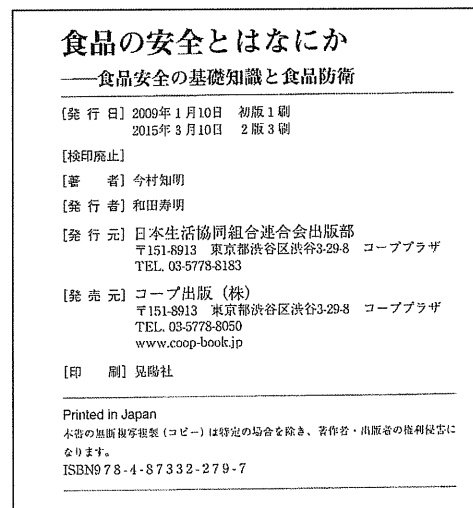 食品の安全とはなにか
──食品安全の基礎知識と食品防衛
[発行日] 2009年1月10日 初版1刷
2015年3月10日 2版3刷
[検印廃止]
[著 者] 今村知明
[発行者] 和田寿明
[発行元] 日本生活協同組合連合会出版部
〒151-8913 東京都渋谷区渋谷3-29-8 コーププラザ
TEL. 03-5778-8183
[発売元] コープ出版（株）
〒151-8913 東京都渋谷区渋谷3-29-8 コーププラザ
TEL. 03-5778-8050
www.coop-book.jp
[印 刷] 晃陽社
Printed in Japan
本書の無断複写複製（コピー）は特定の場合を除き、著作者・出版者の権利侵害に
なります。
ISBN978-4-87332-279-7